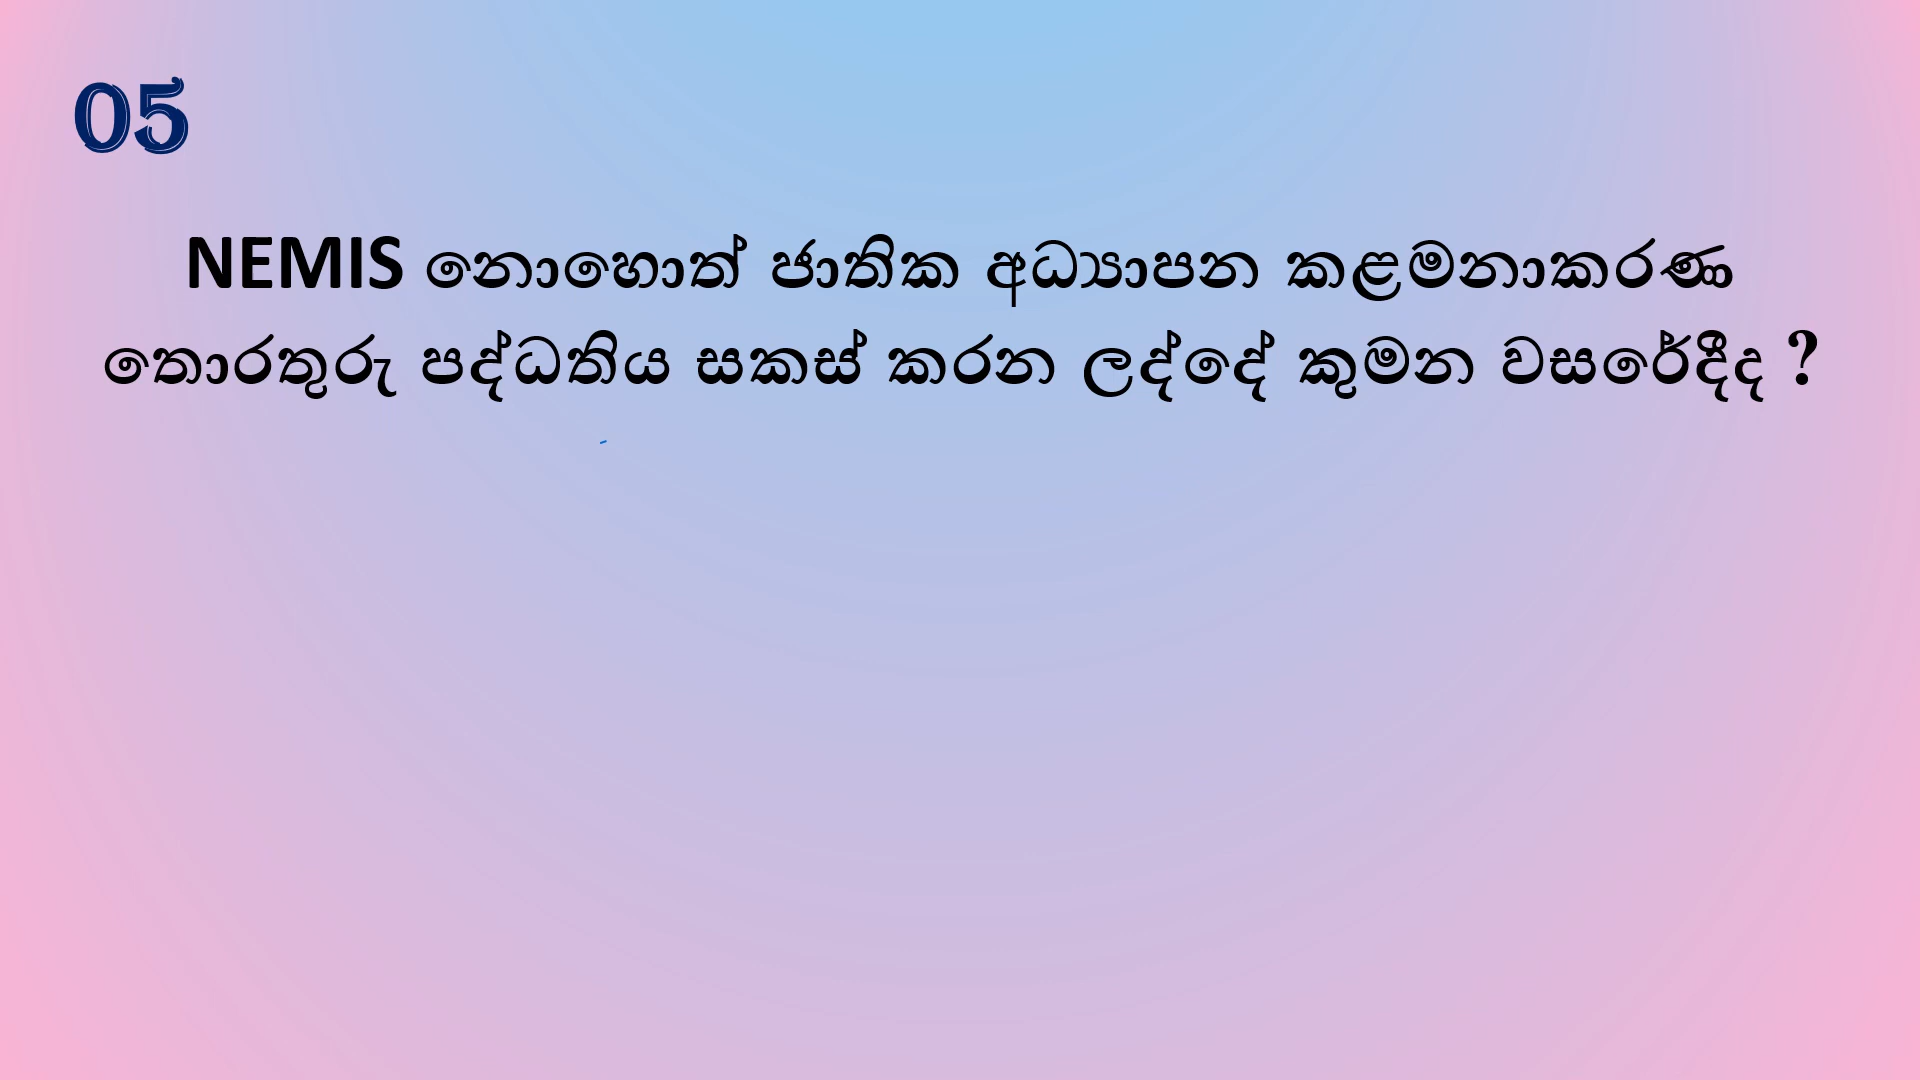 05
NEMIS නොහොත් ජාතික අධ්‍යාපන කළමනාකරණ
තොරතුරු පද්ධතිය සකස් කරන ලද්දේ කුමන වසරේදීද ?